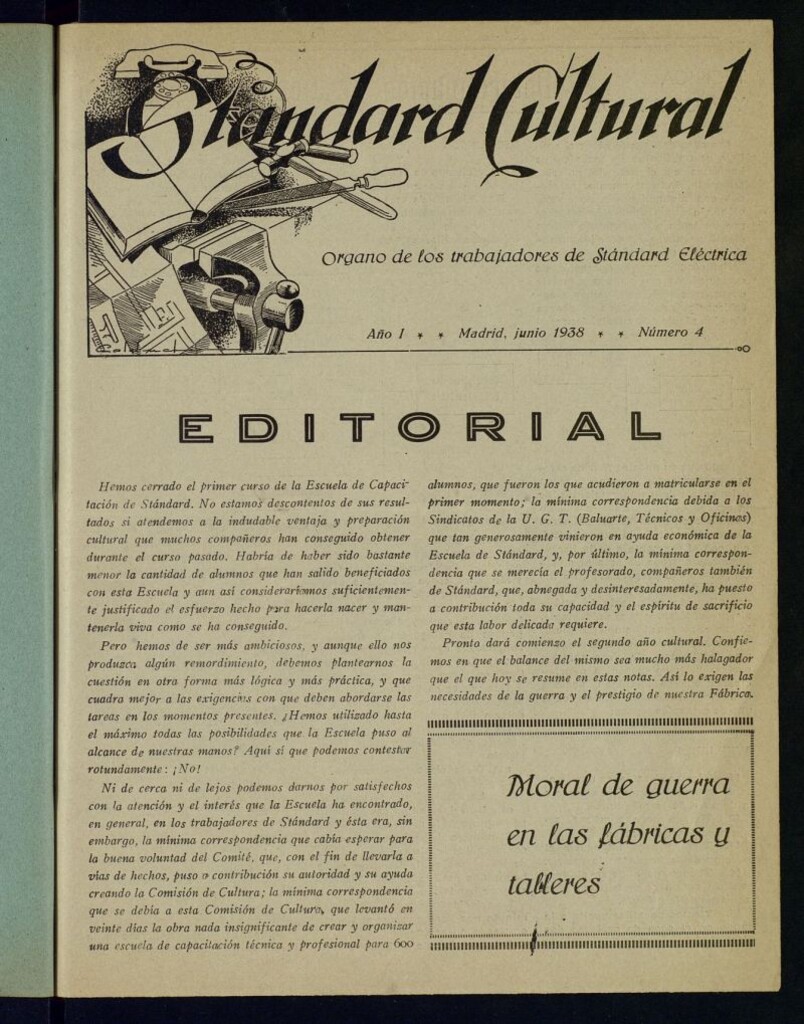 Standard Cultural
Organo de los trabajadores de Stándard Eléctrica
Año I * * Madrid, junio 1938 * * Número 4
EDITORIAL
Hemos cerrado el primer curso de la Escuela de Capaci-
tación de Stándard. No estamos descontentos de sus resul-
tados si atendemos a la indudable ventaja y preparación
cultural que muchos compañeros han conseguido obtener
durante el curso pasado. Habría de haber sido bastante
menor la cantidad de alumnos que han salido beneficiados
con esta Escuela y aun así consideraríamos suficientemen-
te justificado el esfuerzo hecho para hacerla nacer y man-
tenerla viva como se ha conseguido.
Pero hemos de ser más ambiciosos, y aunque ello nos
produzca algún remordimiento, debemos plantearnos la
cuestión en otra forma más lógica y más práctica, y que
cuadra mejor a las exigencias con que deben abordarse las
tareas en los momentos presentes. ¿Hemos utilizado hasta
el máximo todas las posibilidades que la Escuela puso al
alcance de nuestras manos? Aquí sí que podemos contestar
rotundamente: ¡No!
Ni de cerca ni de lejos podemos darnos por satisfechos
con la atención y el interés que la Escuela ha encontrado,
en general, en los trabajadores de Stándard y ésta era, sin
embargo, la mínima correspondencia que cabía esperar para
la buena voluntad del Comité, que, con el fin de llevarla a
vías de hechos, puso a contribución su autoridad y su ayuda
creando la Comisión de Cultura; la mínima correspondencia
que se debía a esta Comisión de Cultura, que levantó en
veinte días la obra nada insignificante de crear y organizar
una escuela de capacitación técnica y profesional para 600
alumnos, que fueron los que acudieron a matricularse en el
primer momento; la mínima correspondencia debida a los
Sindicatos de la U. G. T. (Baluarte, Técnicos y Oficinas)
que tan generosamente vinieron en ayuda económica de la
Escuela de Stándard, y, por último, la mínima correspon-
dencia que se merecía el profesorado, compañeros también
de Stándard, que, abnegada y desinteresadamente, ha puesto
a contribución toda su capacidad y el espíritu de sacrificio
que esta labor delicada requiere.
Pronto dará comienzo el segundo año cultural. Confie-
mos en que el balance del mismo sea mucho más halagador
que el que hoy se resume en estas notas. Así lo exigen las
necesidades de la guerra y el prestigio de nuestra Fábrica.
Moral de guerra
en las fábricas y
talleres